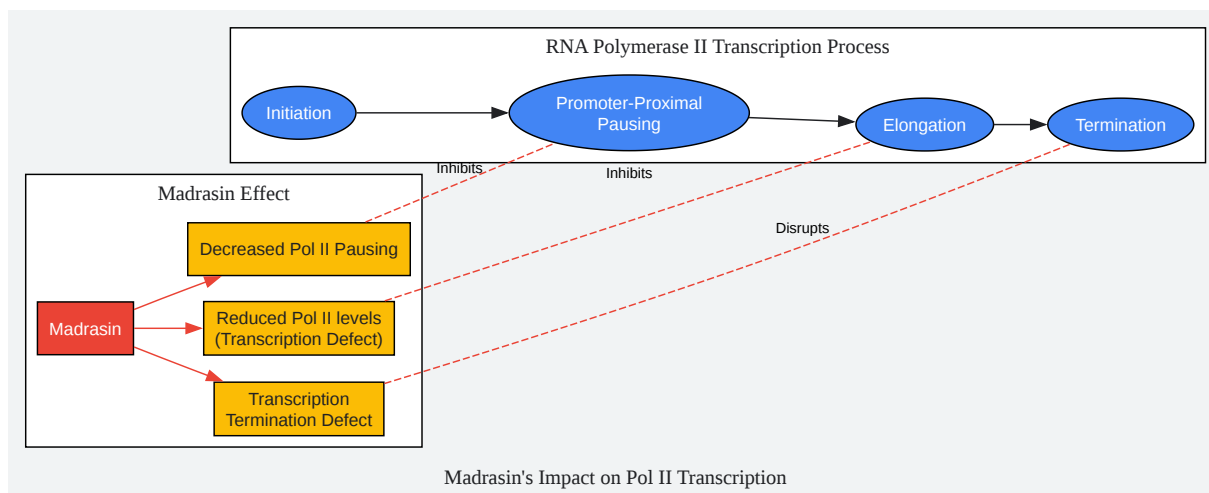 RNA Polymerase II Transcription Process
Initiation
Promoter-Proximal
Pausing
Elongation
Termination
Inhibits
Inhibits
Disrupts
Madrasin Effect
Decreased Pol II Pausing
Madrasin
Reduced Pol II levels
(Transcription Defect)
Transcription
Termination Defect
Madrasin's Impact on Pol II Transcription